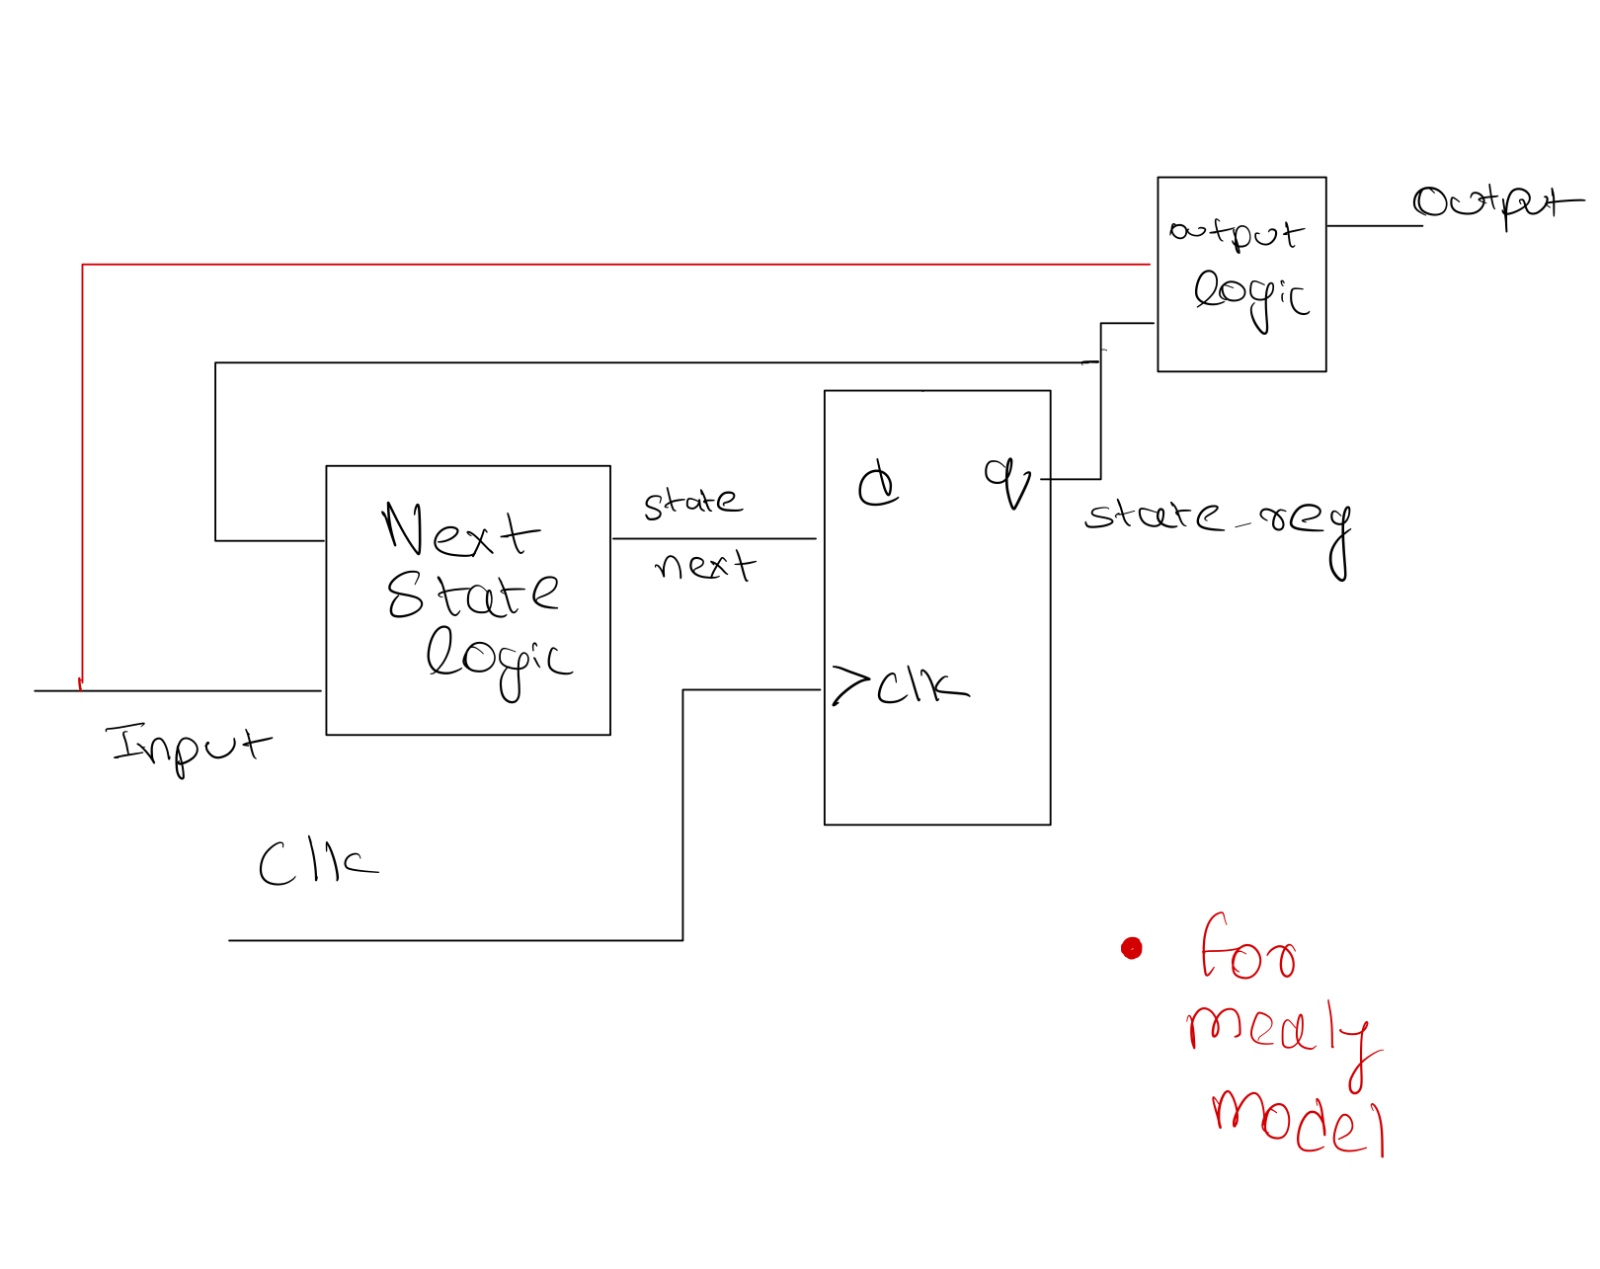 output
output
logic
d q
state
next
state_reg
Next
State
logic
>clk
Input
Clk
• for
mealy
model